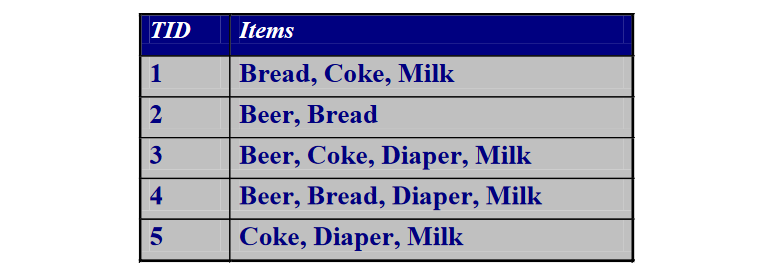 TID Items
1 Bread, Coke, Milk
2 Beer, Bread
3 Beer, Coke, Diaper, Milk
4 Beer, Bread, Diaper, Milk
5 Coke, Diaper, Milk